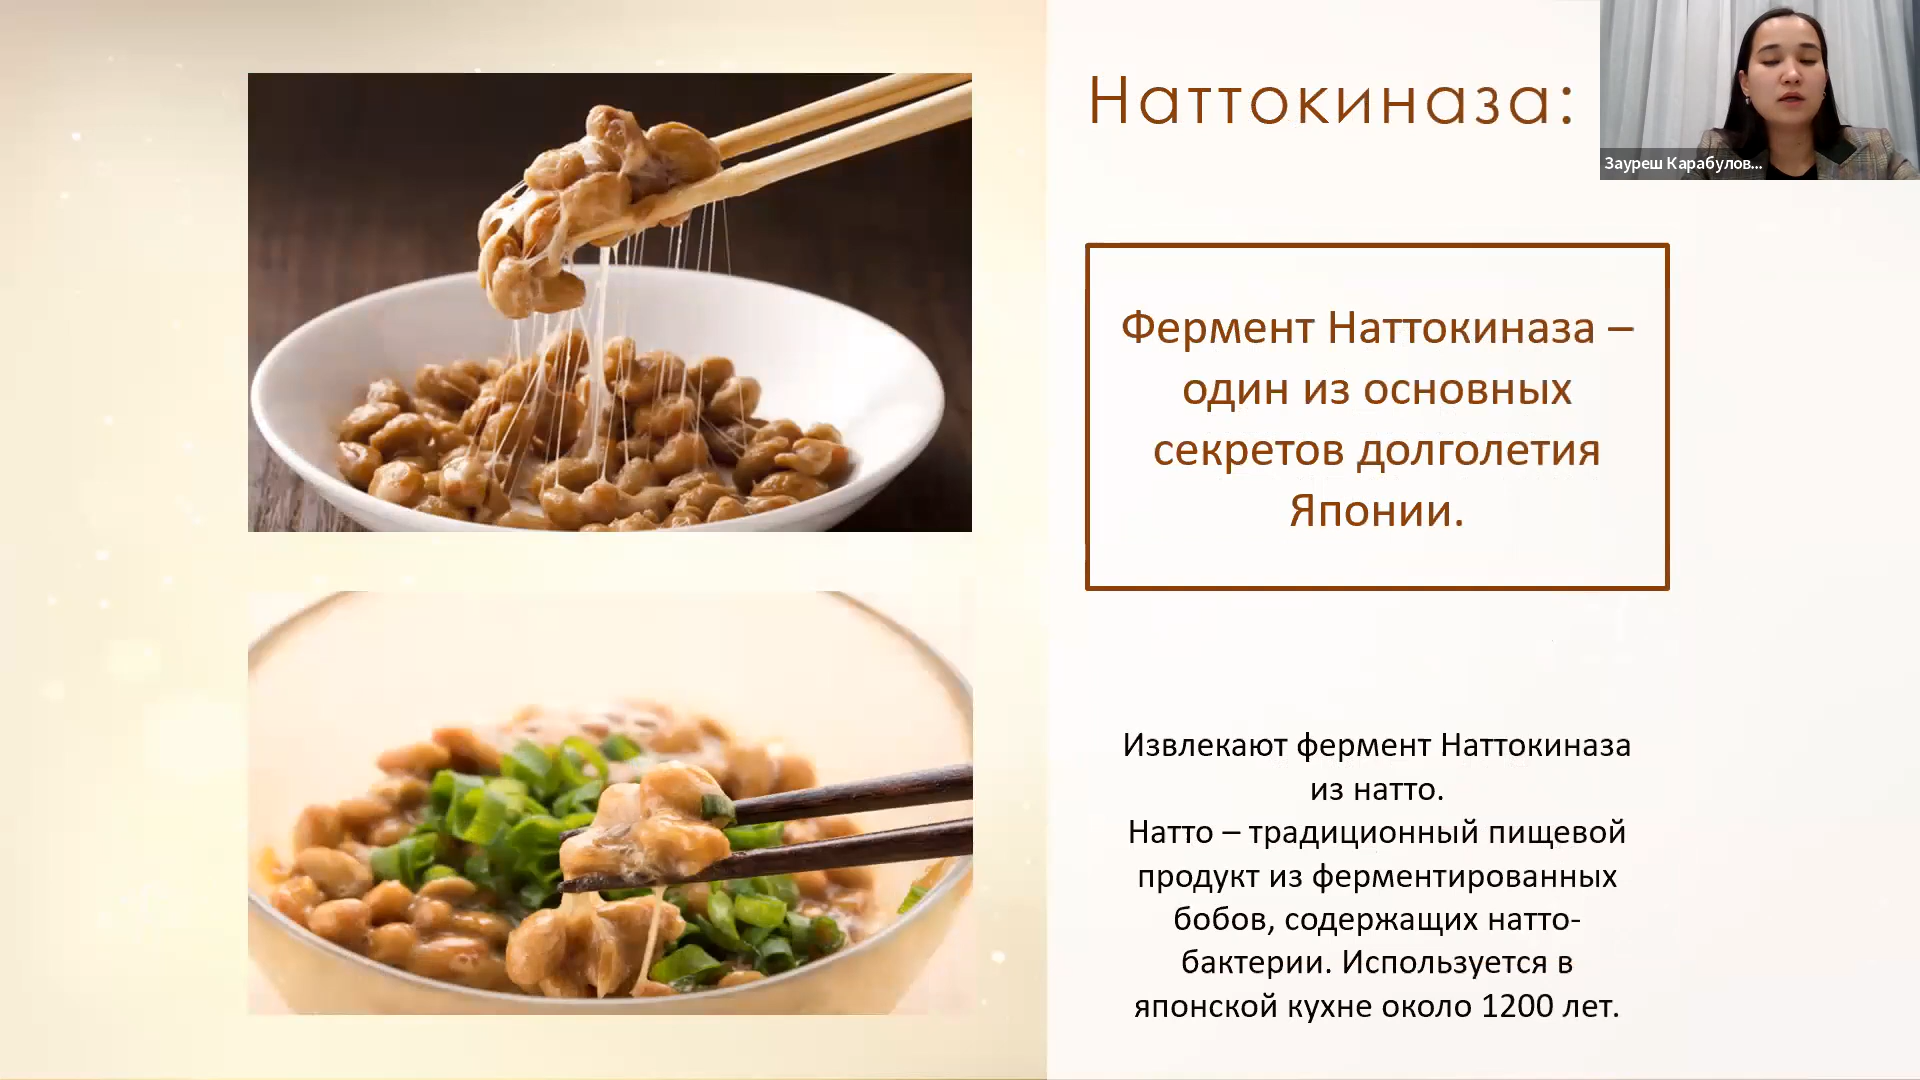 Наттокиназа:
Зауреш Карабулов...
Фермент Наттокиназа –
один из основных
секретов долголетия
Японии.
Извлекают фермент Наттокиназа
из натто.
Натто – традиционный пищевой
продукт из ферментированных
бобов, содержащих натто-
бактерии. Используется в
японской кухне около 1200 лет.